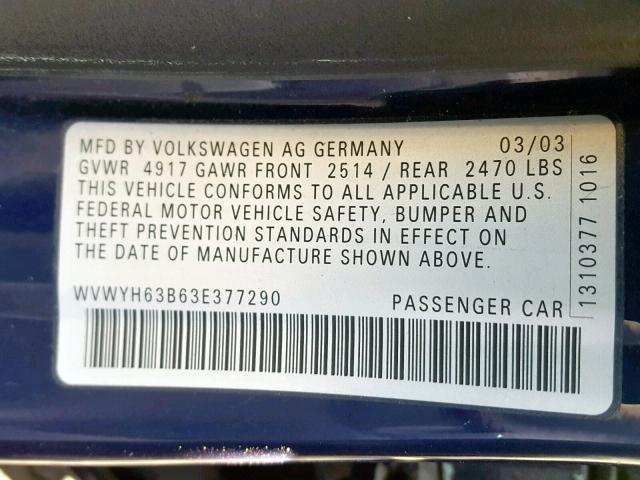 MFD BY VOLKSWAGEN AG GERMANY 03/03
GVWR 4917 GAWR FRONT 2514 / REAR 2470 LBS
THIS VEHICLE CONFORMS TO ALL APPLICABLE U.S.
FEDERAL MOTOR VEHICLE SAFETY, BUMPER AND
THEFT PREVENTION STANDARDS IN EFFECT ON
THE DATE OF MANUFACTURE SHOWN ABOVE.
WVWYH63B63E377290 PASSENGER CAR
1310377 1016